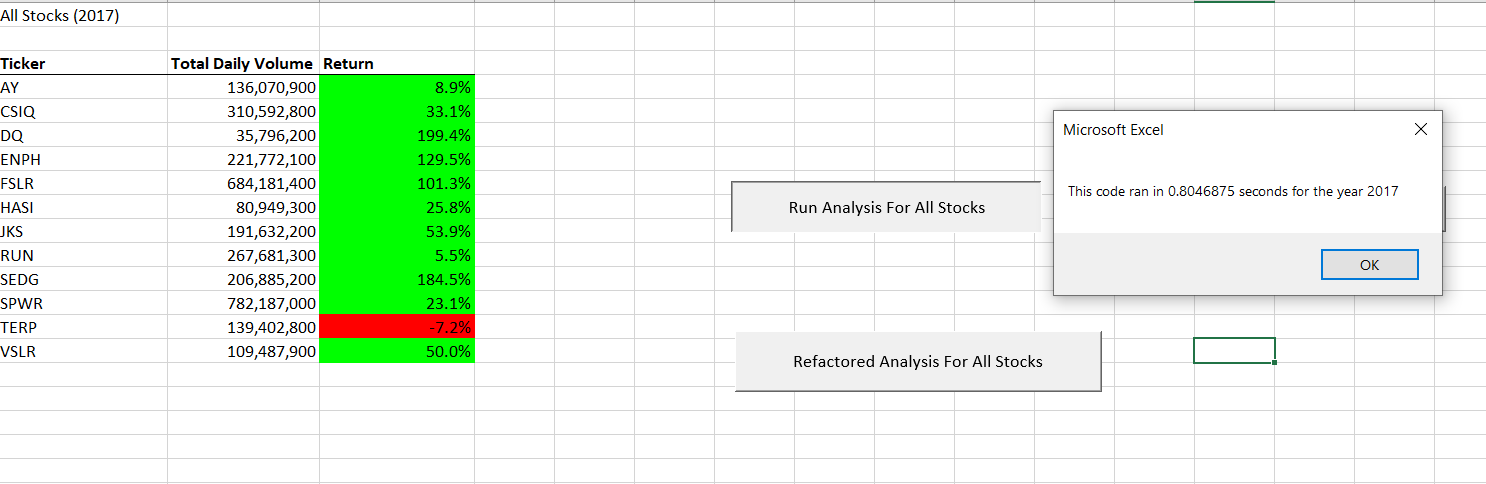 All Stocks (2017)
Ticker Total Daily Volume Return
AY 136,070,900 8.9%
CSIQ 310,592,800 33.1%
DQ 35,796,200 199.4%
ENPH 221,772,100 129.5%
FSLR 684,181,400 101.3%
HASI 80,949,300 25.8%
JKS 191,632,200 53.9%
RUN 267,681,300 5.5%
SEDG 206,885,200 184.5%
SPWR 782,187,000 23.1%
TERP 139,402,800 -7.2%
VSLR 109,487,900 50.0%
Run Analysis For All Stocks
Refactored Analysis For All Stocks
Microsoft Excel
This code ran in 0.8046875 seconds for the year 2017
OK